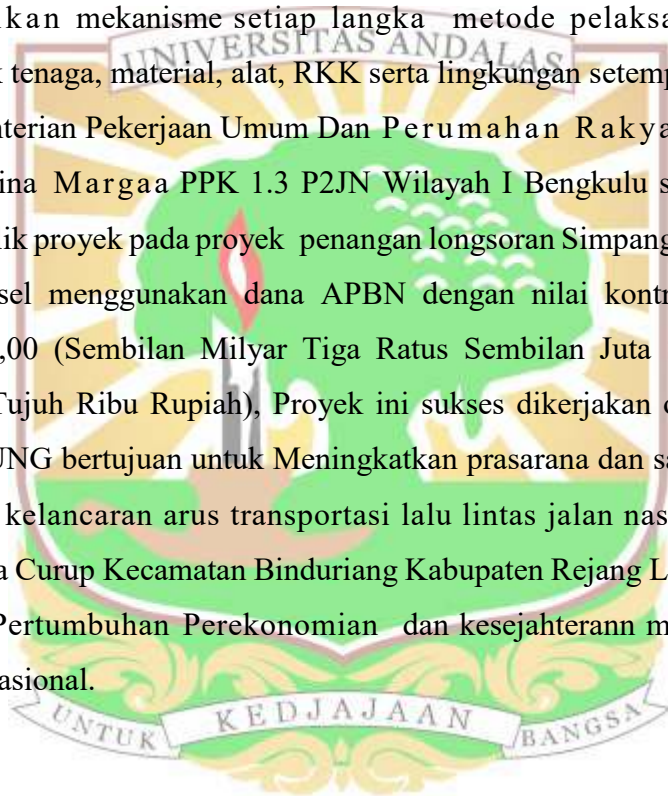 ikan mekanisme setiap langka metode pelaksa
UNIVERSITAS ANDALAS
tenaga, material, alat, RKK serta lingkungan setemp
nterian Pekerjaan Umum Dan Perumahan Rakya
ina Margaa PPK 1.3 P2JN Wilayah I Bengkulu s
lik proyek pada proyek penangan longsoran Simpang
sel menggunakan dana APBN dengan nilai kontr
,00 (Sembilan Milyar Tiga Ratus Sembilan Juta
Tujuh Ribu Rupiah), Proyek ini sukses dikerjakan
UNG bertujuan untuk Meningkatkan prasarana dan sa
kelancaran arus transportasi lalu lintas jalan nas
a Curup Kecamatan Binduriang Kabupaten Rejang L
Pertumbuhan Perekonomian dan kesejahterann m
asional.
UNTUK KEDJAJAAN BANGSA